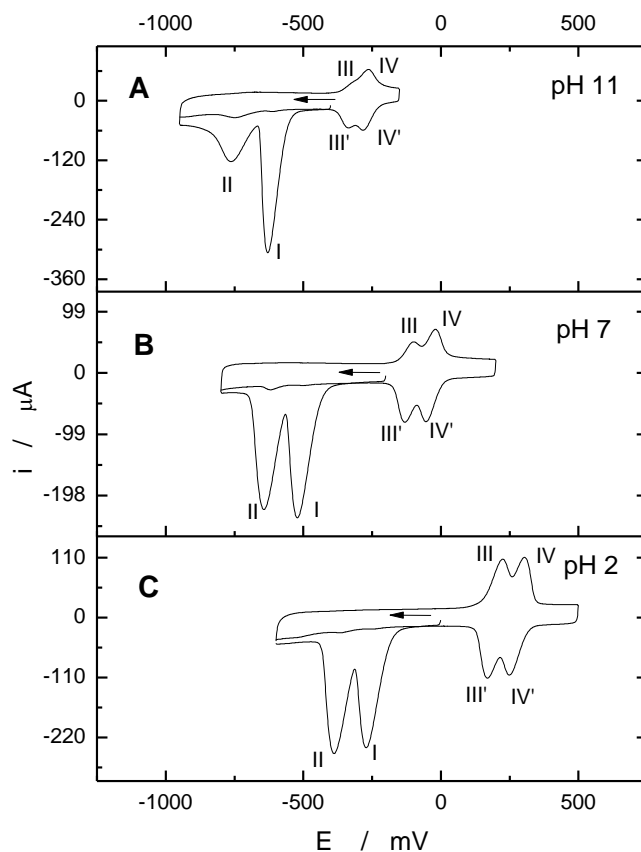 -1000 -500 0 500
A
pH 11
III IV
0
III' IV'
-120
II
-240
I
-360
99
III IV
pH 7
B
0
III' IV'
-99
-198
II I
110
III IV
pH 2
C
0
-110
III' IV'
-220
II I
-1000 -500 0 500
E / mV
i / μA